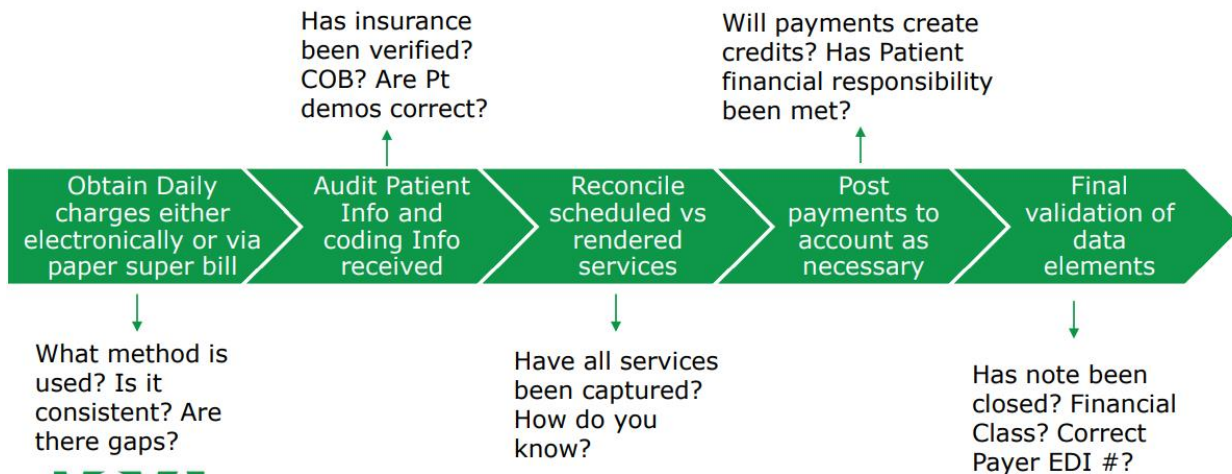 Has insurance
been verified?
COB? Are Pt
demos correct?
Will payments create
credits? Has Patient
financial responsibility
been met?
Obtain Daily
charges either
electronically or via
paper super bill
Audit Patient
Info and
coding Info
received
Reconcile
scheduled vs
rendered
services
Post
payments to
account as
necessary
Final
validation of
data
elements
What method is
used? Is it
consistent? Are
there gaps?
Have all services
been captured?
How do you
know?
Has note been
closed? Financial
Class? Correct
Payer EDI #?